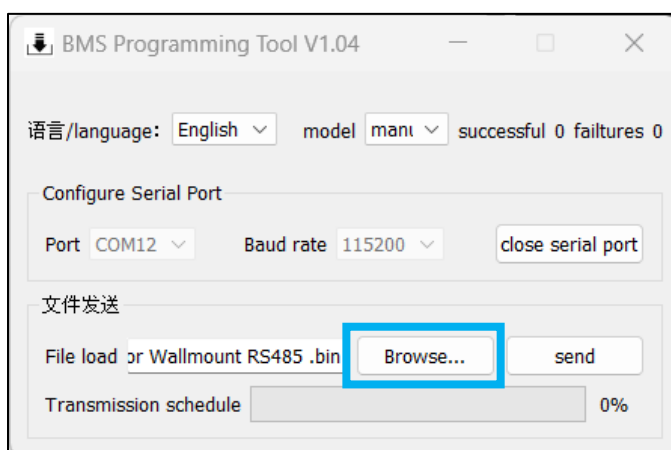 BMS Programming Tool V1.04
语言/language: English model manu successful 0 failtures 0
Configure Serial Port
Port COM12 Baud rate 115200 close serial port
文件发送
File load or Wallmount RS485 .bin Browse... send
Transmission schedule 0%